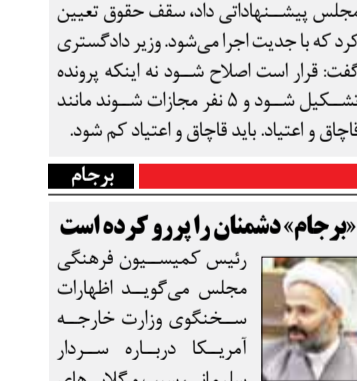 مجلس پیشنهاداتی داد، سقف حقوق تعیین
کرد که با جدیت اجرا می‌شود. وزیر دادگستری
گفت: قرار است اصلاح شود نه اینکه پرونده
تشکیل شود و ۵ نفر مجازات شوند مانند
قاچاق و اعتیاد. باید قاچاق و اعتیاد کم شود.
برجام
«برجام» دشمنان را پررو کرده است
رئیس کمیسیون فرهنگی
مجلس می‌گوید اظهارات
سخنگوی وزارت خارجه
آمریکا درباره سردار